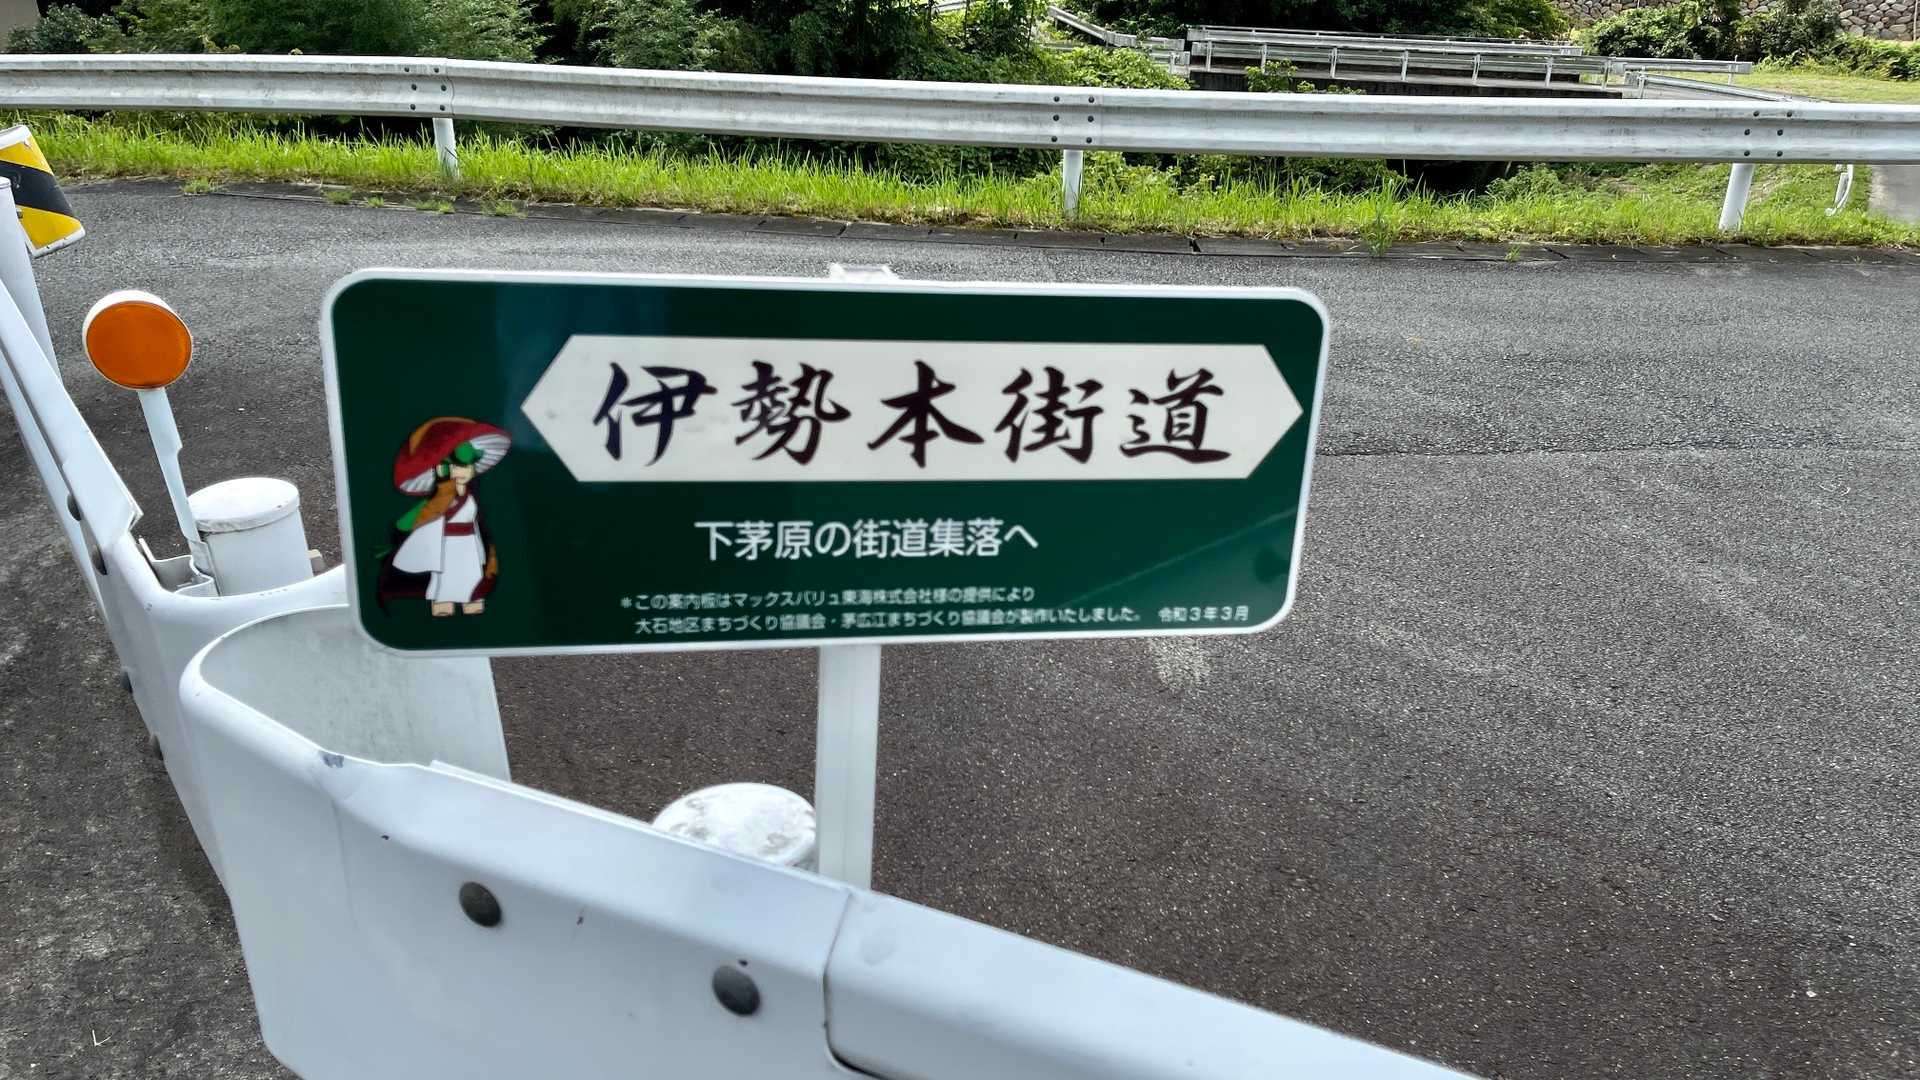 伊勢本街道
下茅原の街道集落へ
＊この案内板はマックスバリュ東海株式会社様の提供により
大石地区まちづくり協議会・茅広江まちづくり協議会が製作いたしました。 令和３年３月